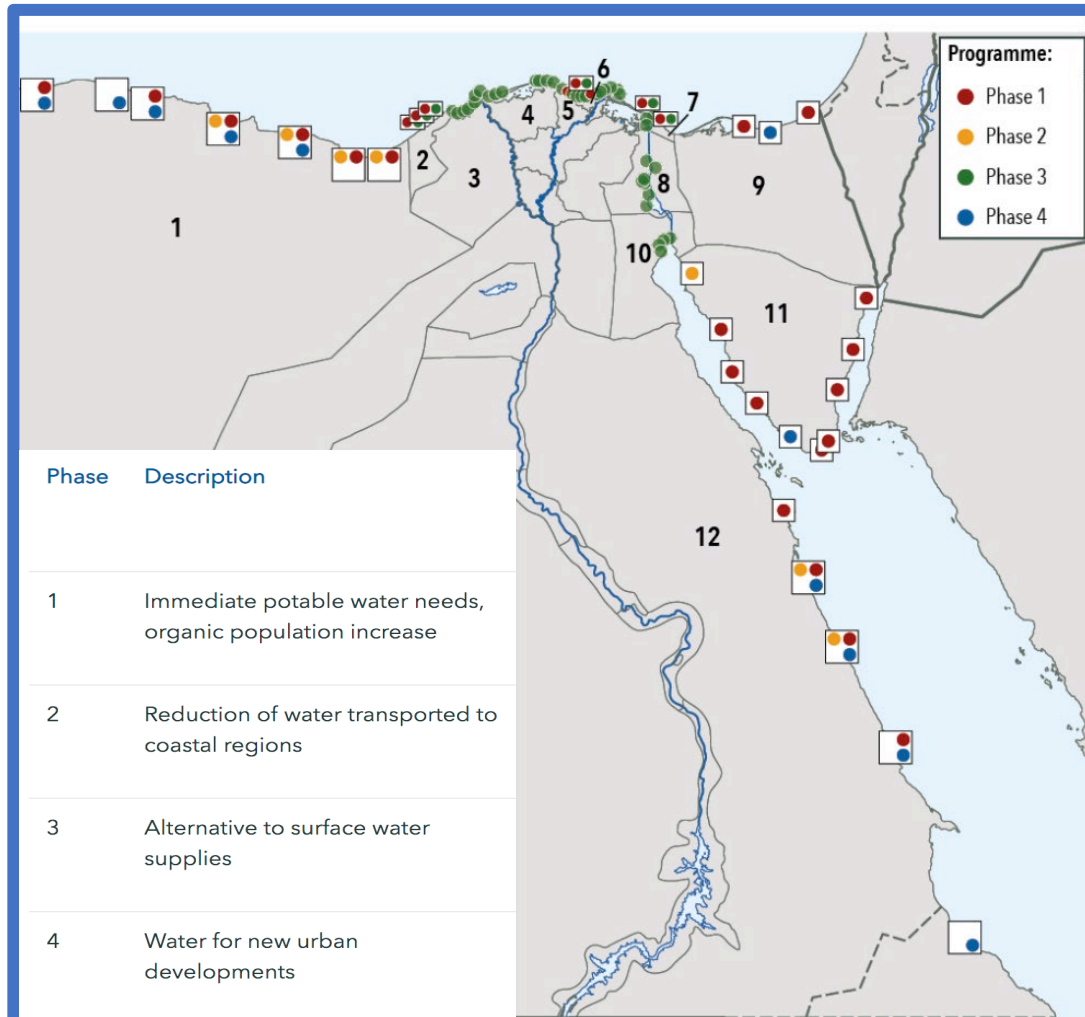 Programme:
Phase 1
Phase 2
Phase 3
Phase 4
6
7
5
4
2
3
8
9
1
10
11
12
Phase Description
1 Immediate potable water needs,
organic population increase
2 Reduction of water transported to
coastal regions
3 Alternative to surface water
supplies
4 Water for new urban
developments